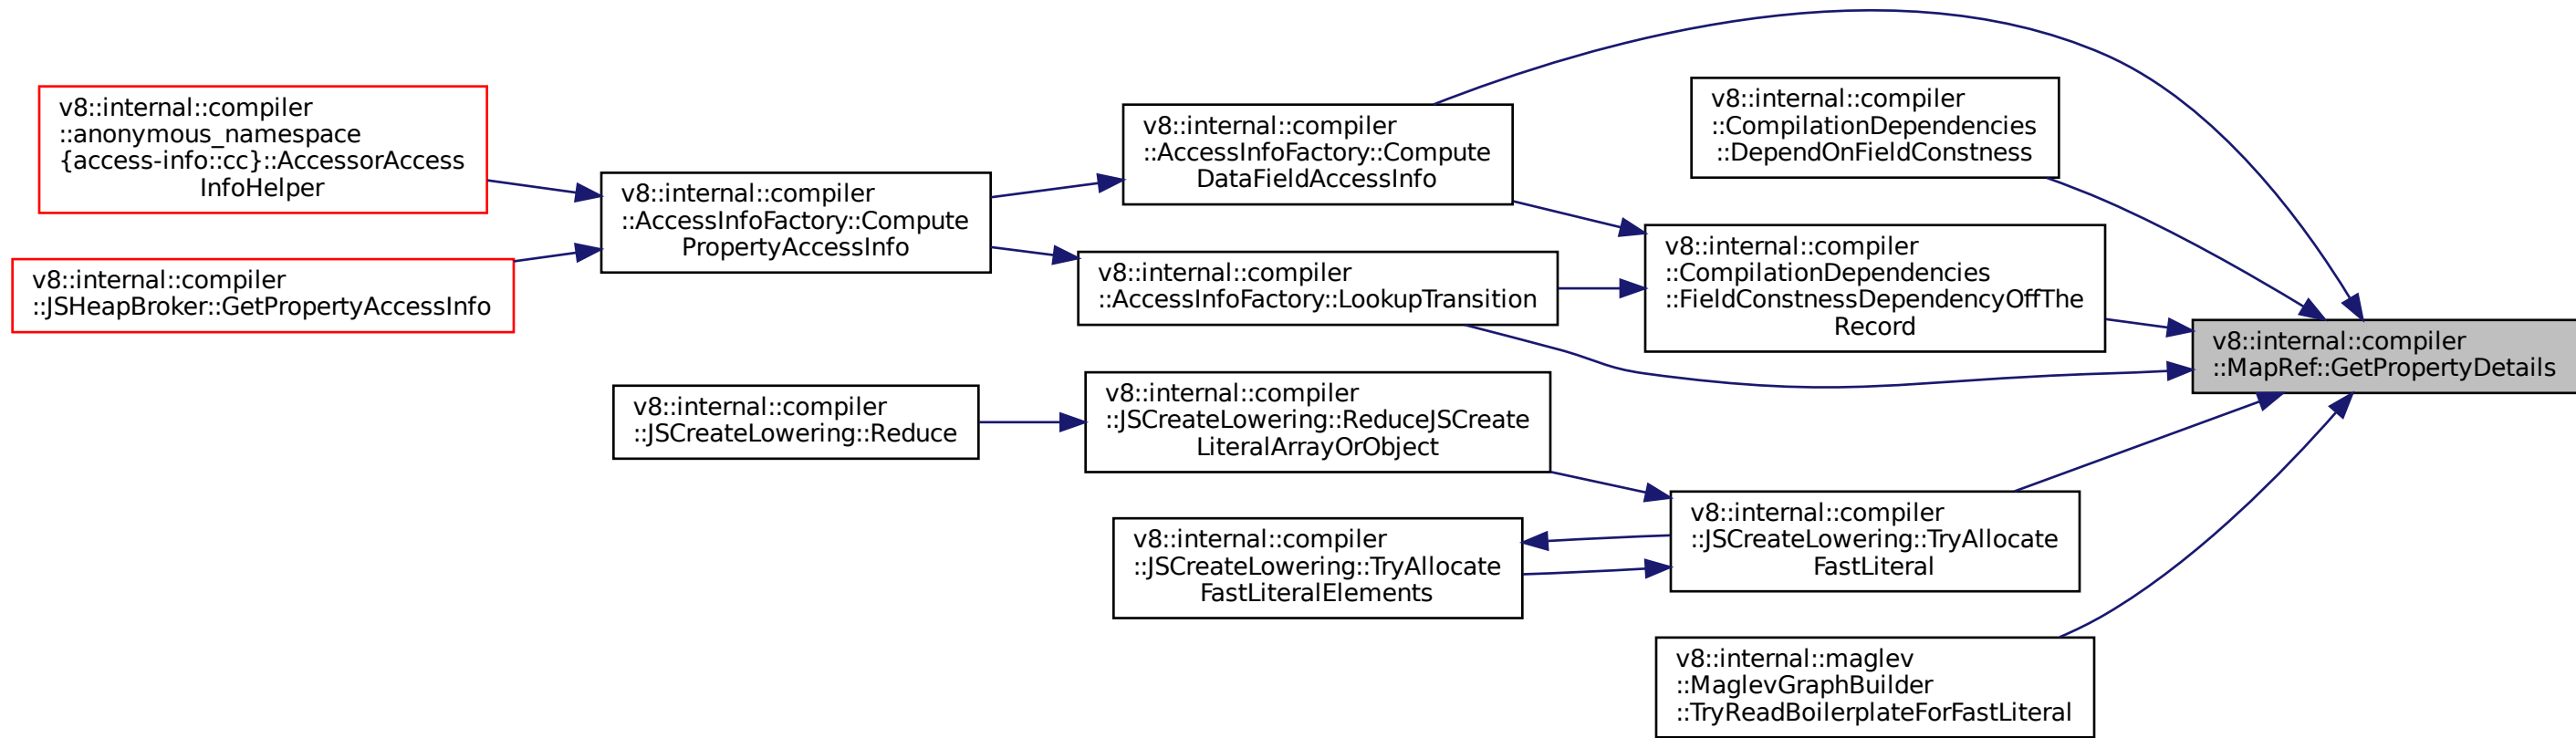 v8::internal::compiler
::anonymous_namespace
{access-info::cc}::AccessorAccess
InfoHelper
v8::internal::compiler
::JSHeapBroker::GetPropertyAccessInfo
v8::internal::compiler
::AccessInfoFactory::Compute
PropertyAccessInfo
v8::internal::compiler
::JSCreateLowering::Reduce
v8::internal::compiler
::AccessInfoFactory::Compute
DataFieldAccessInfo
v8::internal::compiler
::AccessInfoFactory::LookupTransition
v8::internal::compiler
::JSCreateLowering::ReduceJSCreate
LiteralArrayOrObject
v8::internal::compiler
::JSCreateLowering::TryAllocate
FastLiteralElements
v8::internal::compiler
::CompilationDependencies
::DependOnFieldConstness
v8::internal::compiler
::CompilationDependencies
::FieldConstnessDependencyOffThe
Record
v8::internal::compiler
::JSCreateLowering::TryAllocate
FastLiteral
v8::internal::maglev
::MaglevGraphBuilder
::TryReadBoilerplateForFastLiteral
v8::internal::compiler
::MapRef::GetPropertyDetails